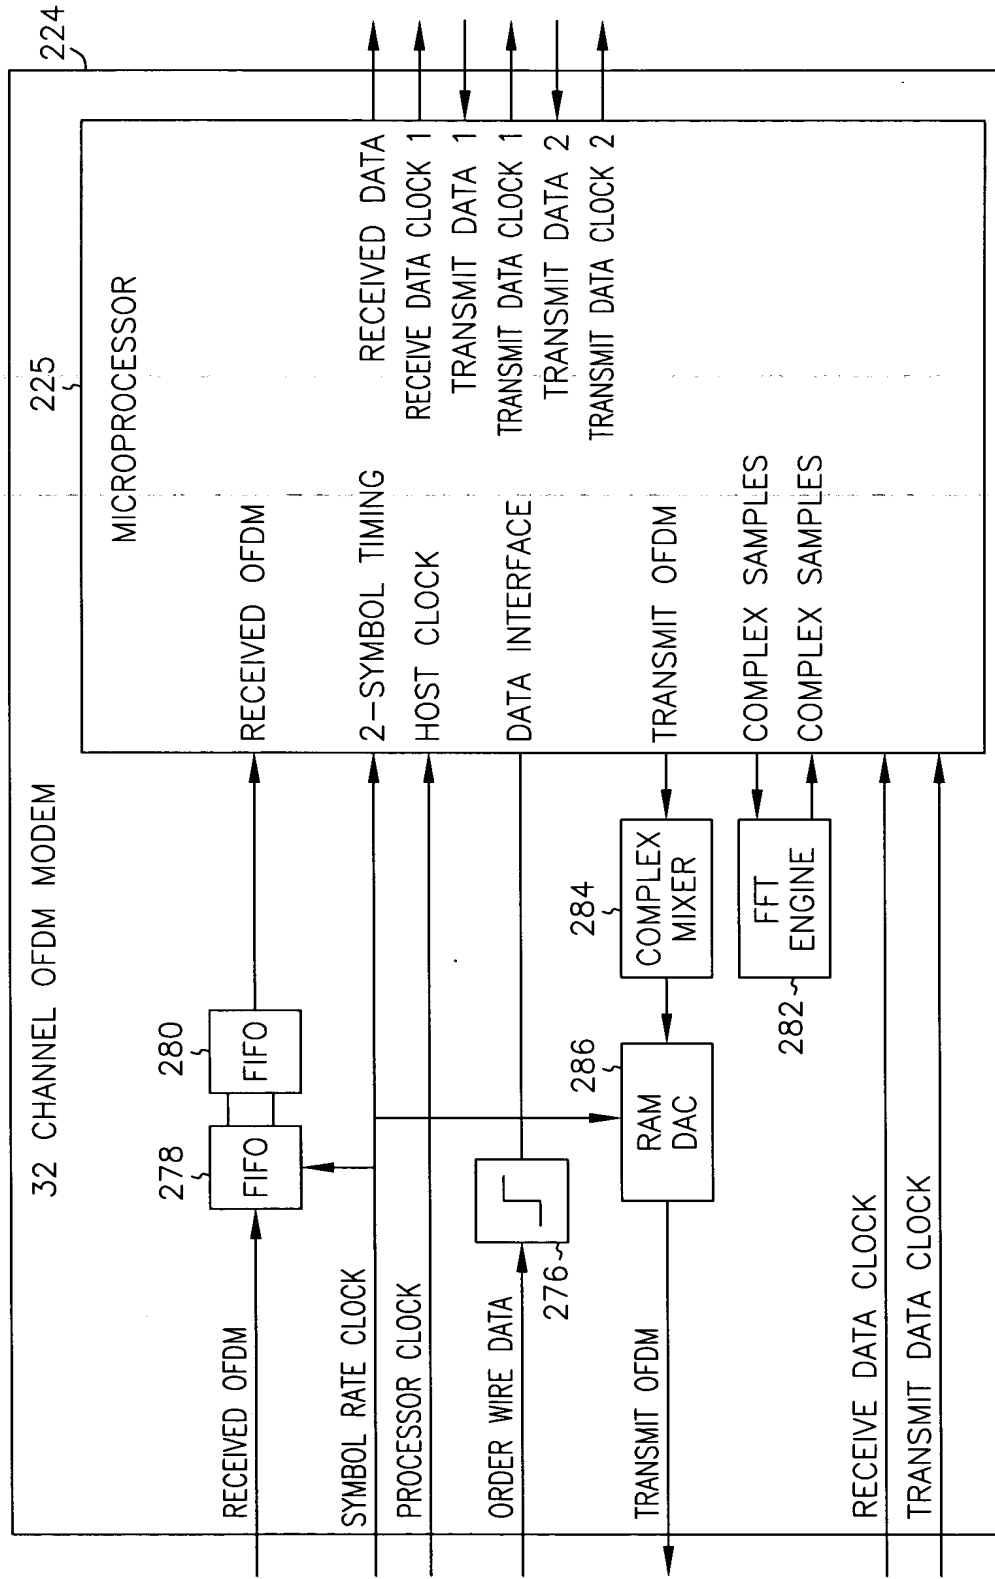 32 CHANNEL OFDM MODEM
224
225
MICROPROCESSOR
278
280
FIFO
FIFO
RECEIVED OFDM
RECEIVED OFDM
SYMBOL RATE CLOCK
2-SYMBOL TIMING
RECEIVED DATA
PROCESSOR CLOCK
HOST CLOCK
RECEIVE DATA CLOCK 1
TRANSMIT DATA 1
ORDER WIRE DATA
276
DATA INTERFACE
TRANSMIT DATA CLOCK 1
TRANSMIT DATA 2
TRANSMIT DATA CLOCK 2
286
284
TRANSMIT OFDM
RAM
DAC
COMPLEX
MIXER
TRANSMIT OFDM
282
FFT
ENGINE
COMPLEX SAMPLES
COMPLEX SAMPLES
RECEIVE DATA CLOCK
TRANSMIT DATA CLOCK